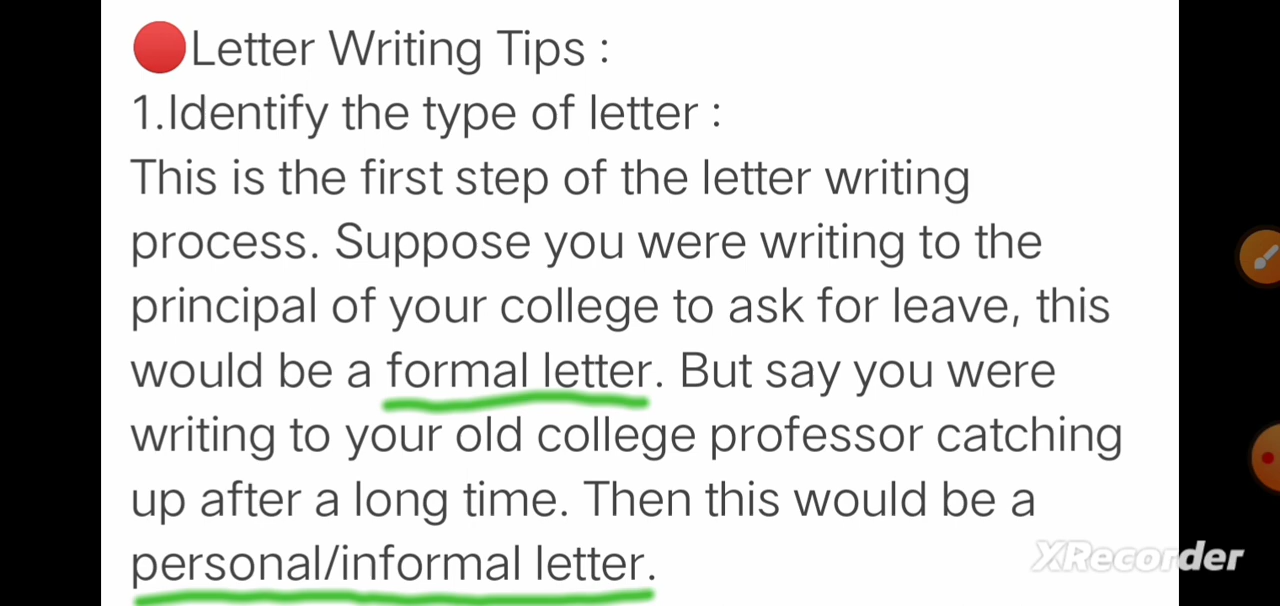 🔴Letter Writing Tips :
1.Identify the type of letter :
This is the first step of the letter writing
process. Suppose you were writing to the
principal of your college to ask for leave, this
would be a formal letter. But say you were
writing to your old college professor catching
up after a long time. Then this would be a
personal/informal letter.
XRecorder